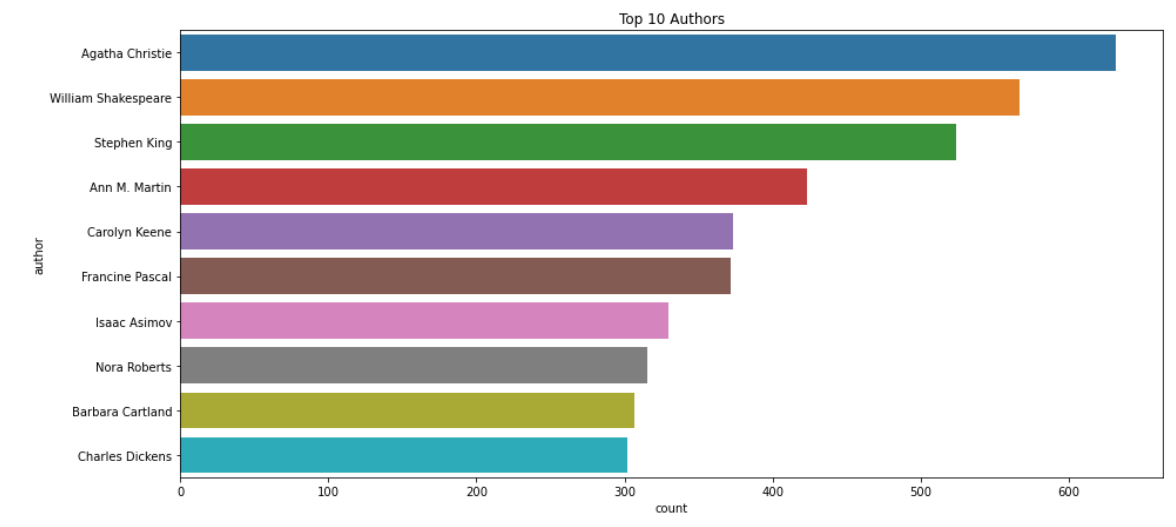 Top 10 Authors
Agatha Christie
William Shakespeare
Stephen King
Ann M. Martin
Carolyn Keene
Francine Pascal
Isaac Asimov
Nora Roberts
Barbara Cartland
Charles Dickens
author
0 100 200 300 400 500 600
count